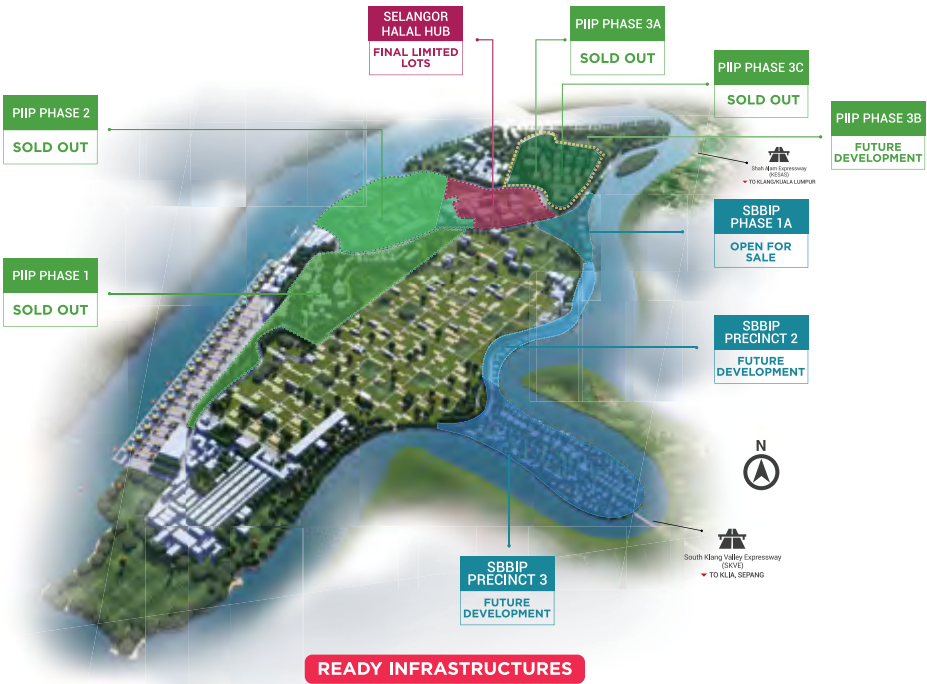 SELANGOR
HALAL HUB
FINAL LIMITED
LOTS
PIIP PHASE 3A
SOLD OUT
PIIP PHASE 3C
SOLD OUT
PIIP PHASE 2
SOLD OUT
PIIP PHASE 3B
FUTURE
DEVELOPMENT
Shah Alam Expressway
(KESAS)
TO KLANG/KUALA LUMPUR
SBBIP
PHASE 1A
OPEN FOR
SALE
PIIP PHASE 1
SOLD OUT
SBBIP
PRECINCT 2
FUTURE
DEVELOPMENT
N
South Klang Valley Expressway
(SKVE)
TO KLIA, SEPANG
SBBIP
PRECINCT 3
FUTURE
DEVELOPMENT
READY INFRASTRUCTURES